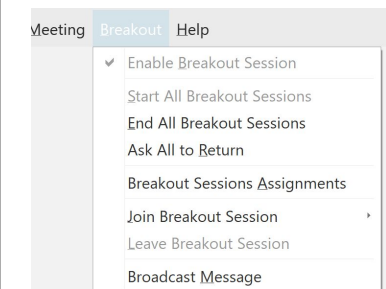 Meeting Breakout Help
Enable Breakout Session
Start All Breakout Sessions
End All Breakout Sessions
Ask All to Return
Breakout Sessions Assignments
Join Breakout Session
Leave Breakout Session
Broadcast Message